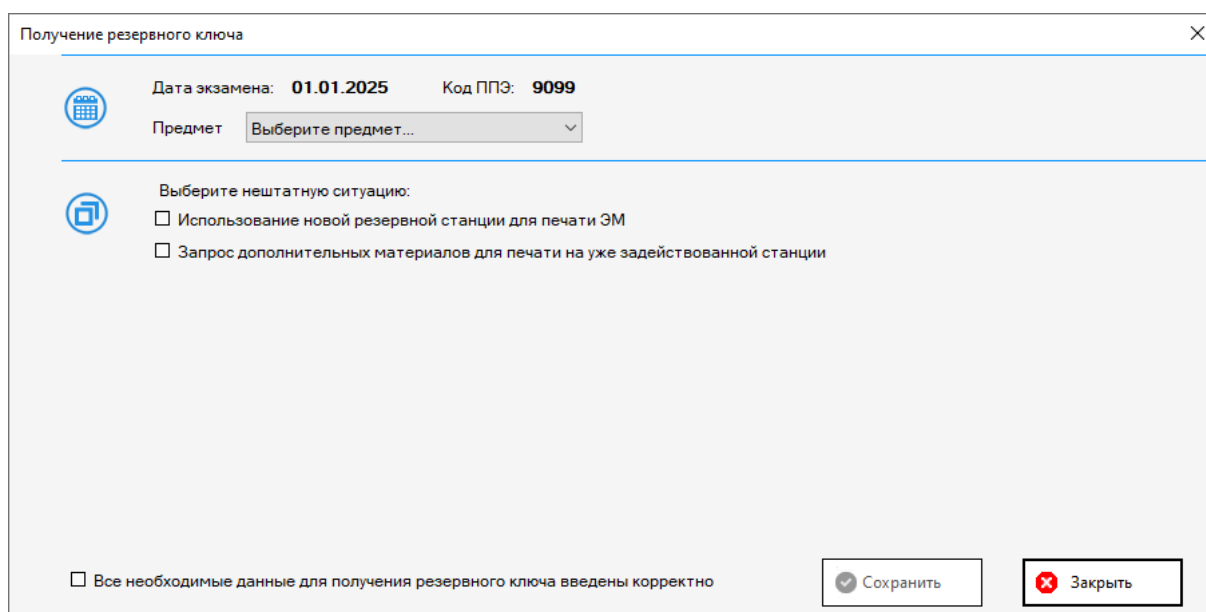 Получение резервного ключа
Дата экзамена: 01.01.2025 Код ППЭ: 9099
Предмет Выберите предмет...
Выберите нештатную ситуацию:
Использование новой резервной станции для печати ЭМ
Запрос дополнительных материалов для печати на уже задействованной станции
Все необходимые данные для получения резервного ключа введены корректно Сохранить Закрыть